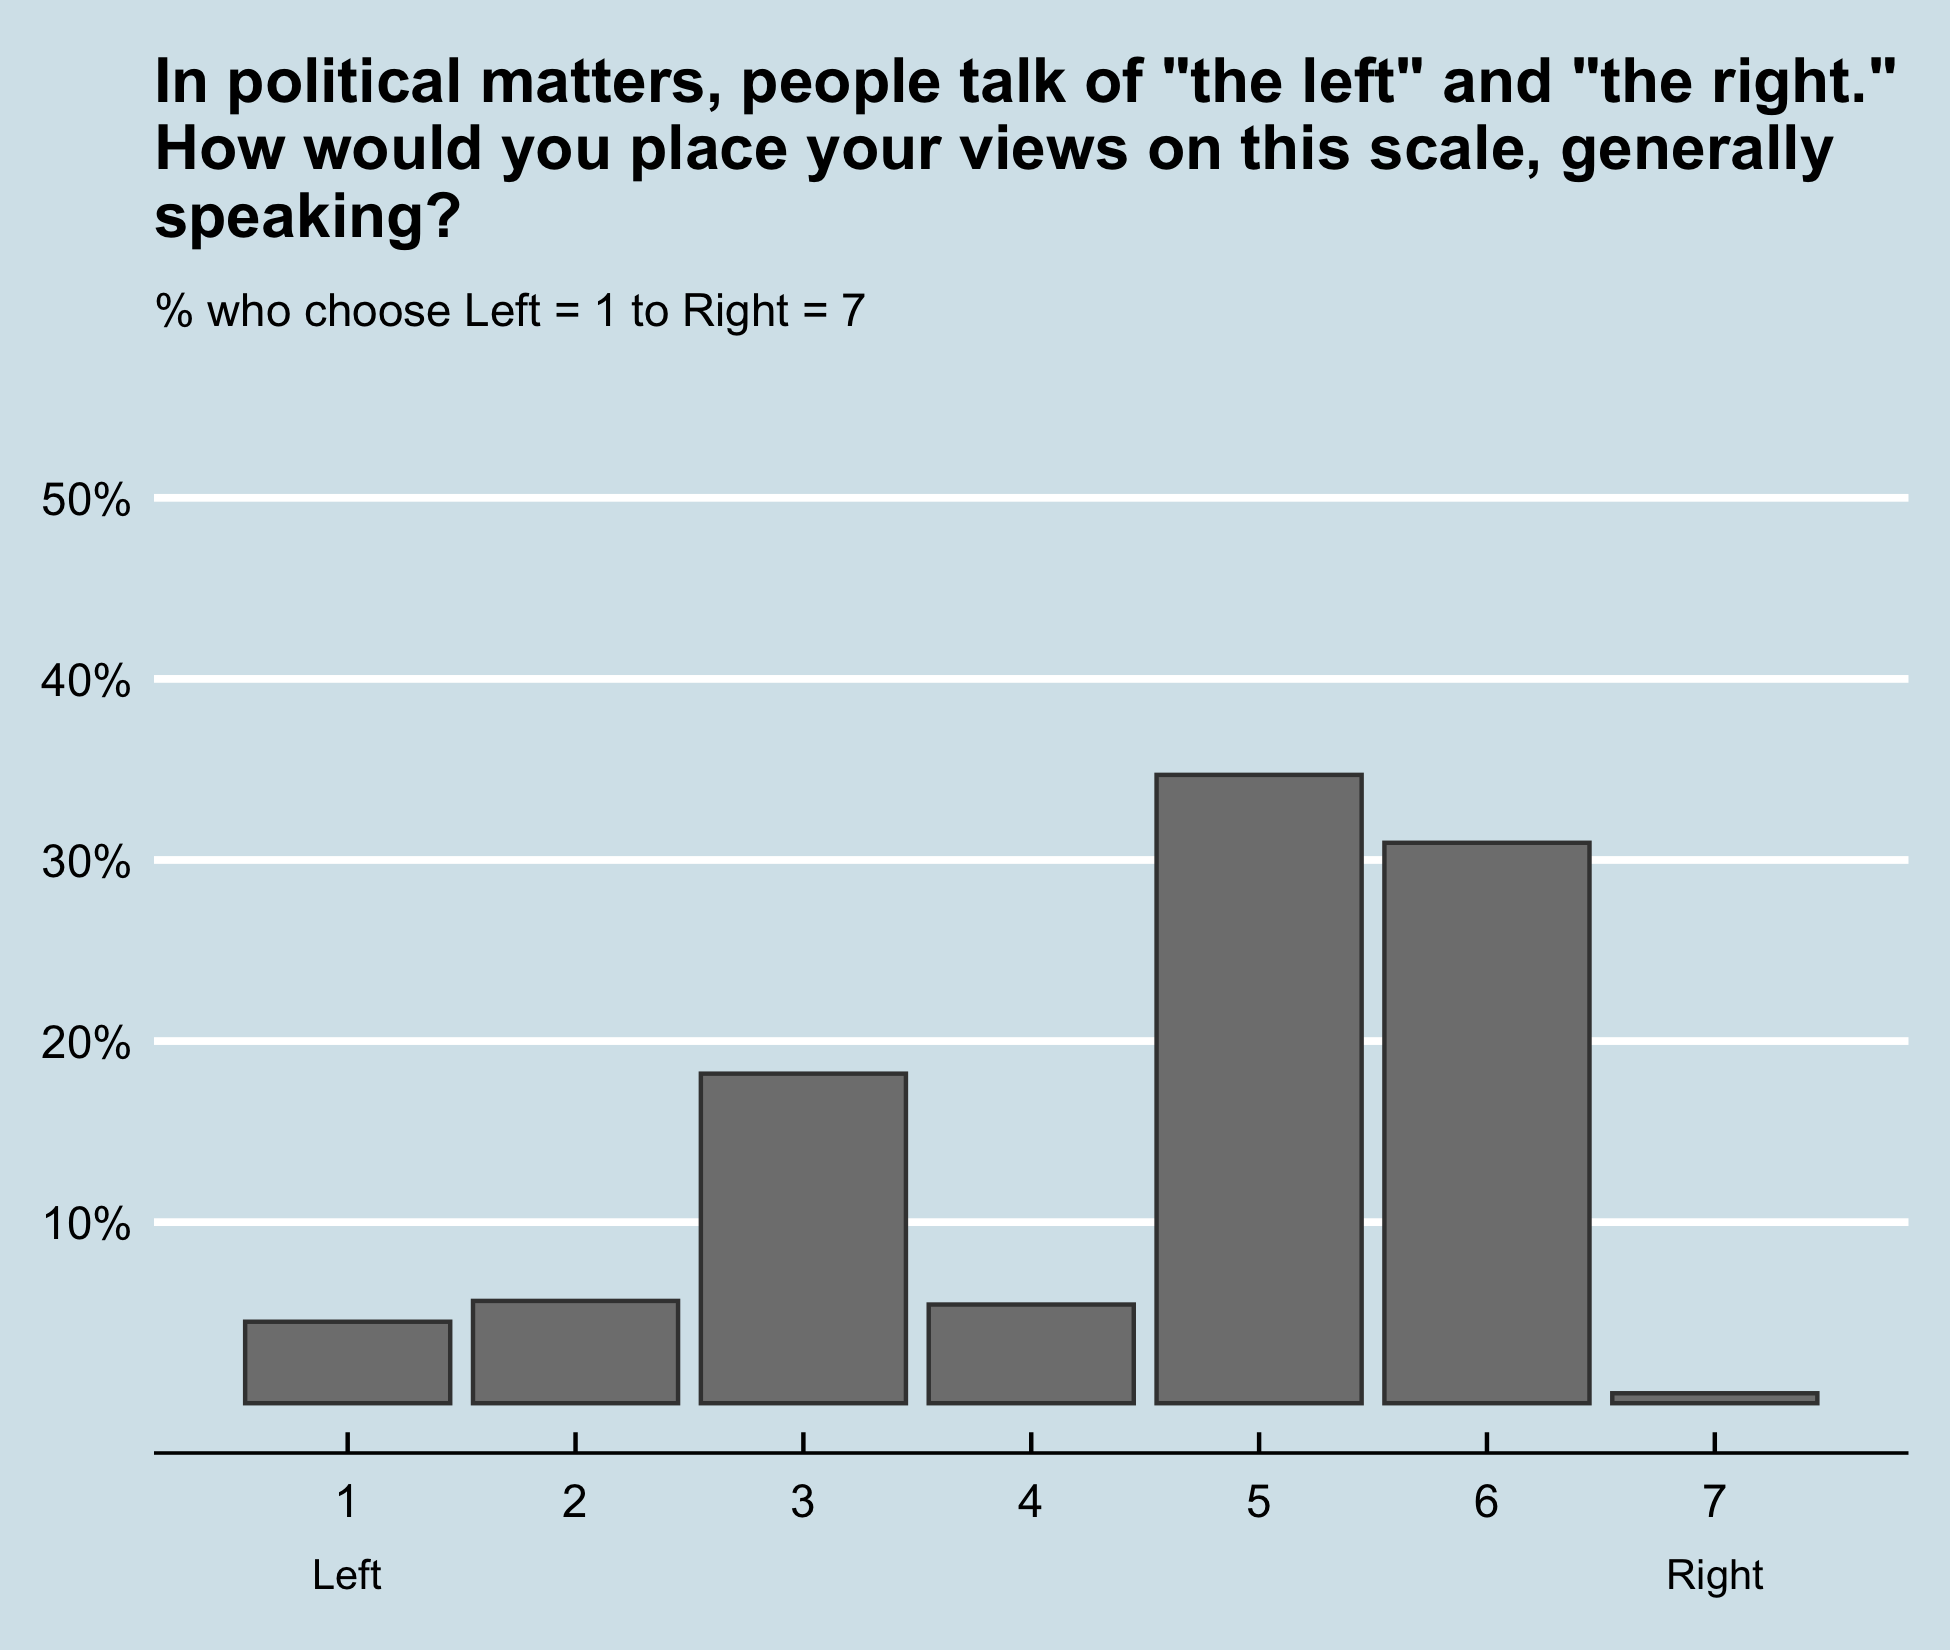 In political matters, people talk of "the left" and "the right."
How would you place your views on this scale, generally
speaking?
% who choose Left = 1 to Right = 7
50%
40%
30%
20%
10%
1 2 3 4 5 6 7
Left Right